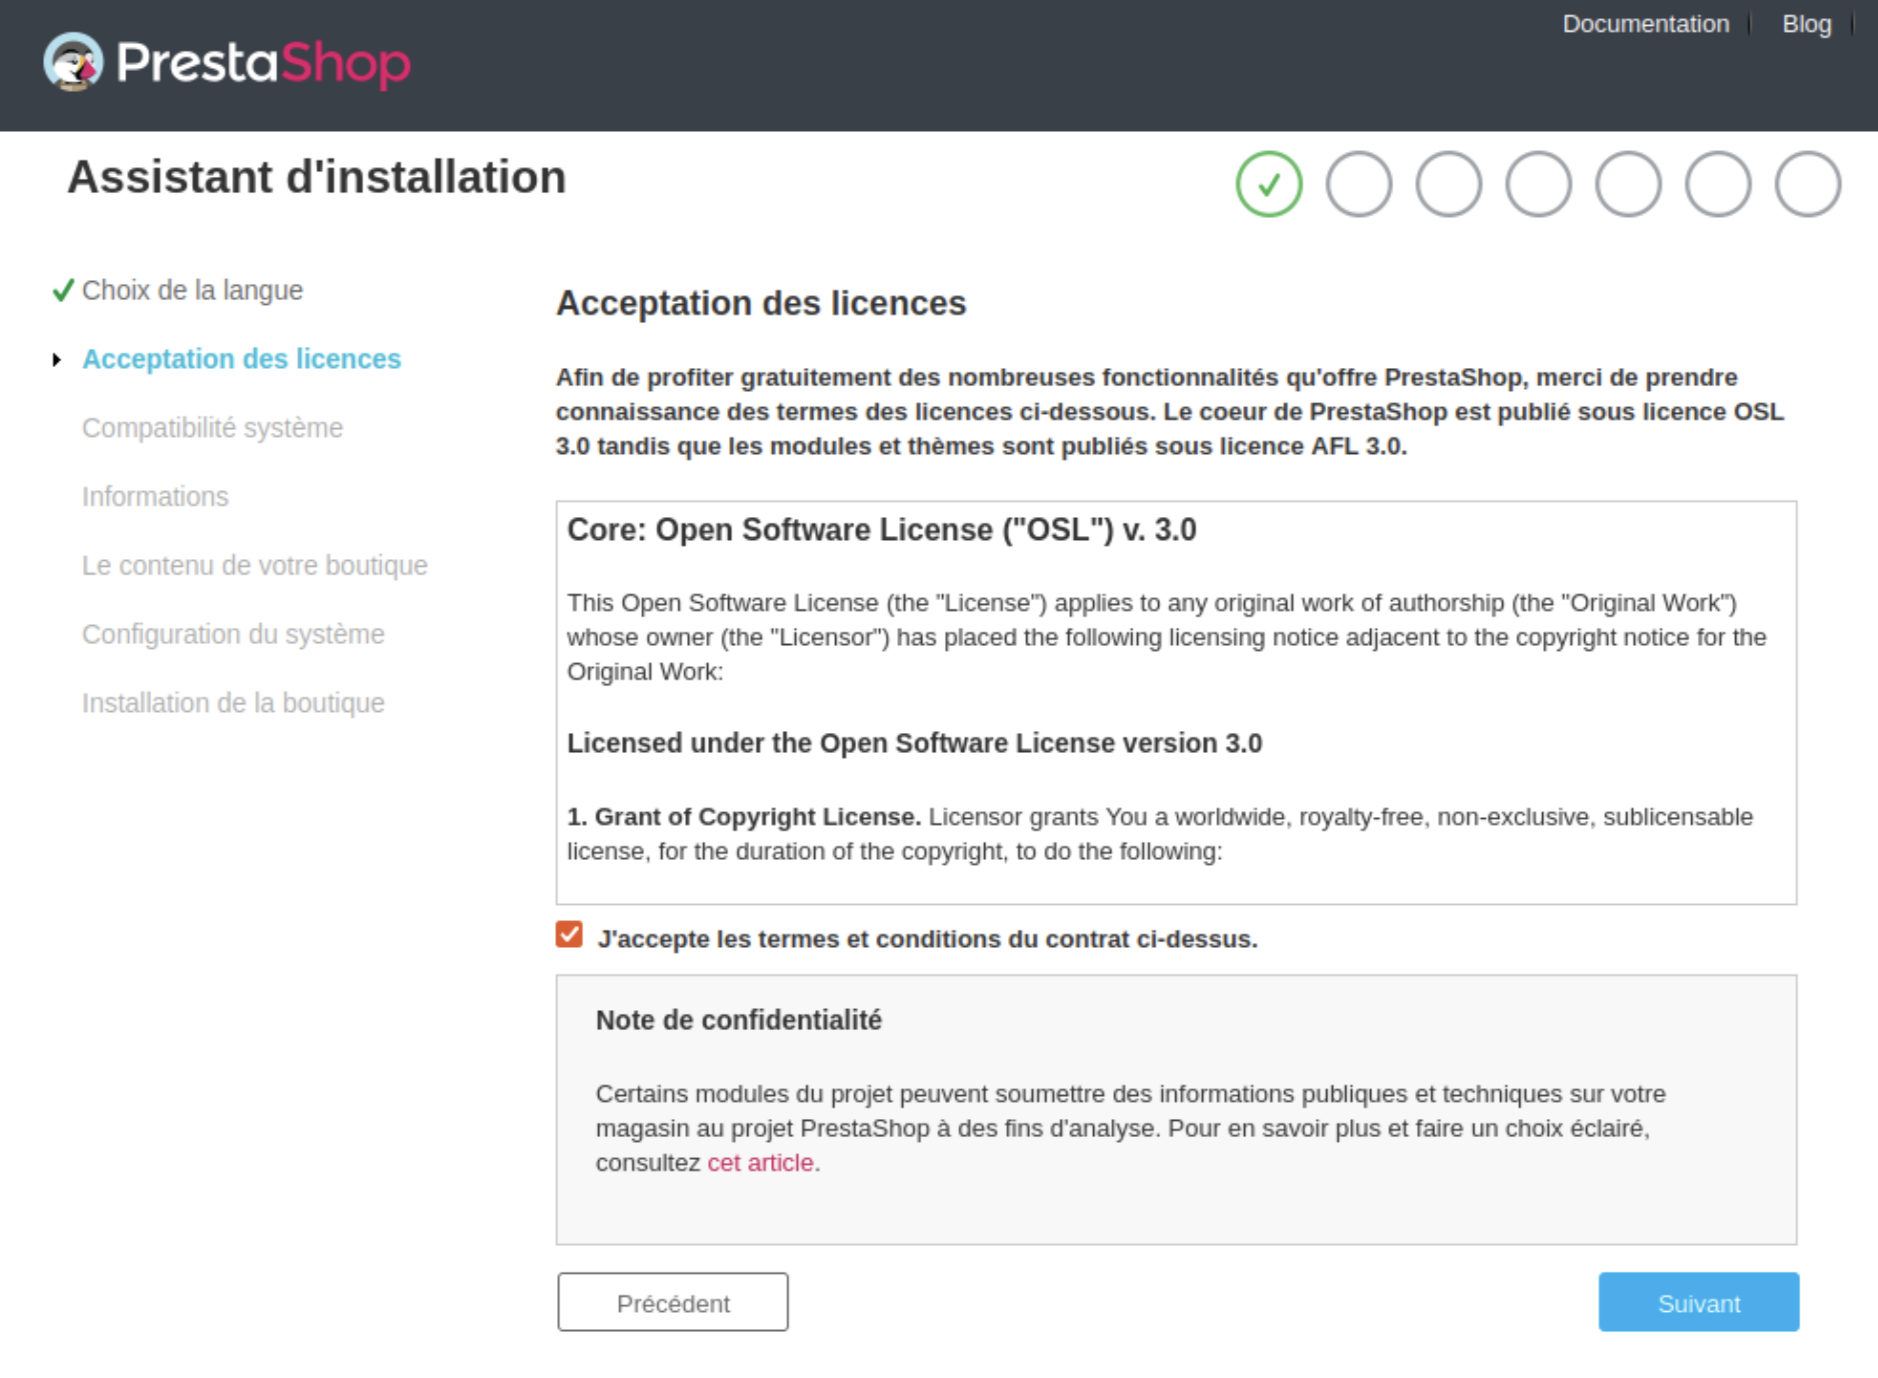 Documentation
Blog
PrestaShop
Assistant d'installation
Choix de la langue
Acceptation des licences
Compatibilité système
Informations
Le contenu de votre boutique
Configuration du système
Installation de la boutique
Acceptation des licences
Afin de profiter gratuitement des nombreuses fonctionnalités qu'offre PrestaShop, merci de prendre
connaissance des termes des licences ci-dessous. Le coeur de PrestaShop est publié sous licence OSL
3.0 tandis que les modules et thèmes sont publiés sous licence AFL 3.0.
Core: Open Software License ("OSL") v. 3.0
This Open Software License (the "License") applies to any original work of authorship (the "Original Work")
whose owner (the "Licensor") has placed the following licensing notice adjacent to the copyright notice for the
Original Work:
Licensed under the Open Software License version 3.0
1. Grant of Copyright License. Licensor grants You a worldwide, royalty-free, non-exclusive, sublicensable
license, for the duration of the copyright, to do the following:
J'accepte les termes et conditions du contrat ci-dessus.
Note de confidentialité
Certains modules du projet peuvent soumettre des informations publiques et techniques sur votre
magasin au projet PrestaShop à des fins d'analyse. Pour en savoir plus et faire un choix éclairé,
consultez cet article.
Précédent
Suivant